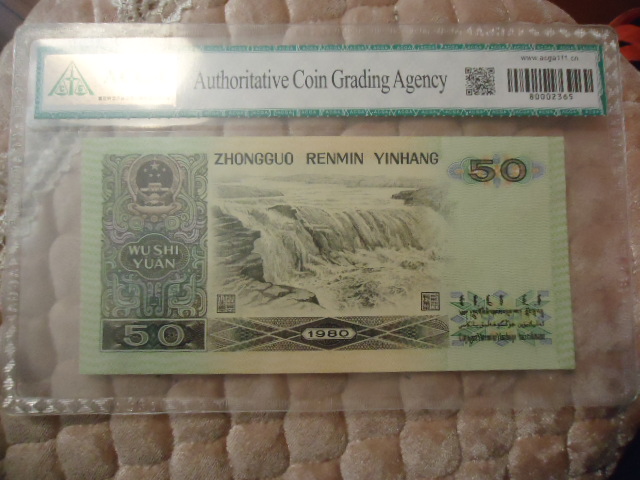 www.acga111.cn
Authoritative Coin Grading Agency
80002365
ZHONGGUO RENMIN YINHANG
50
WU SHI
YUAN
50
1980